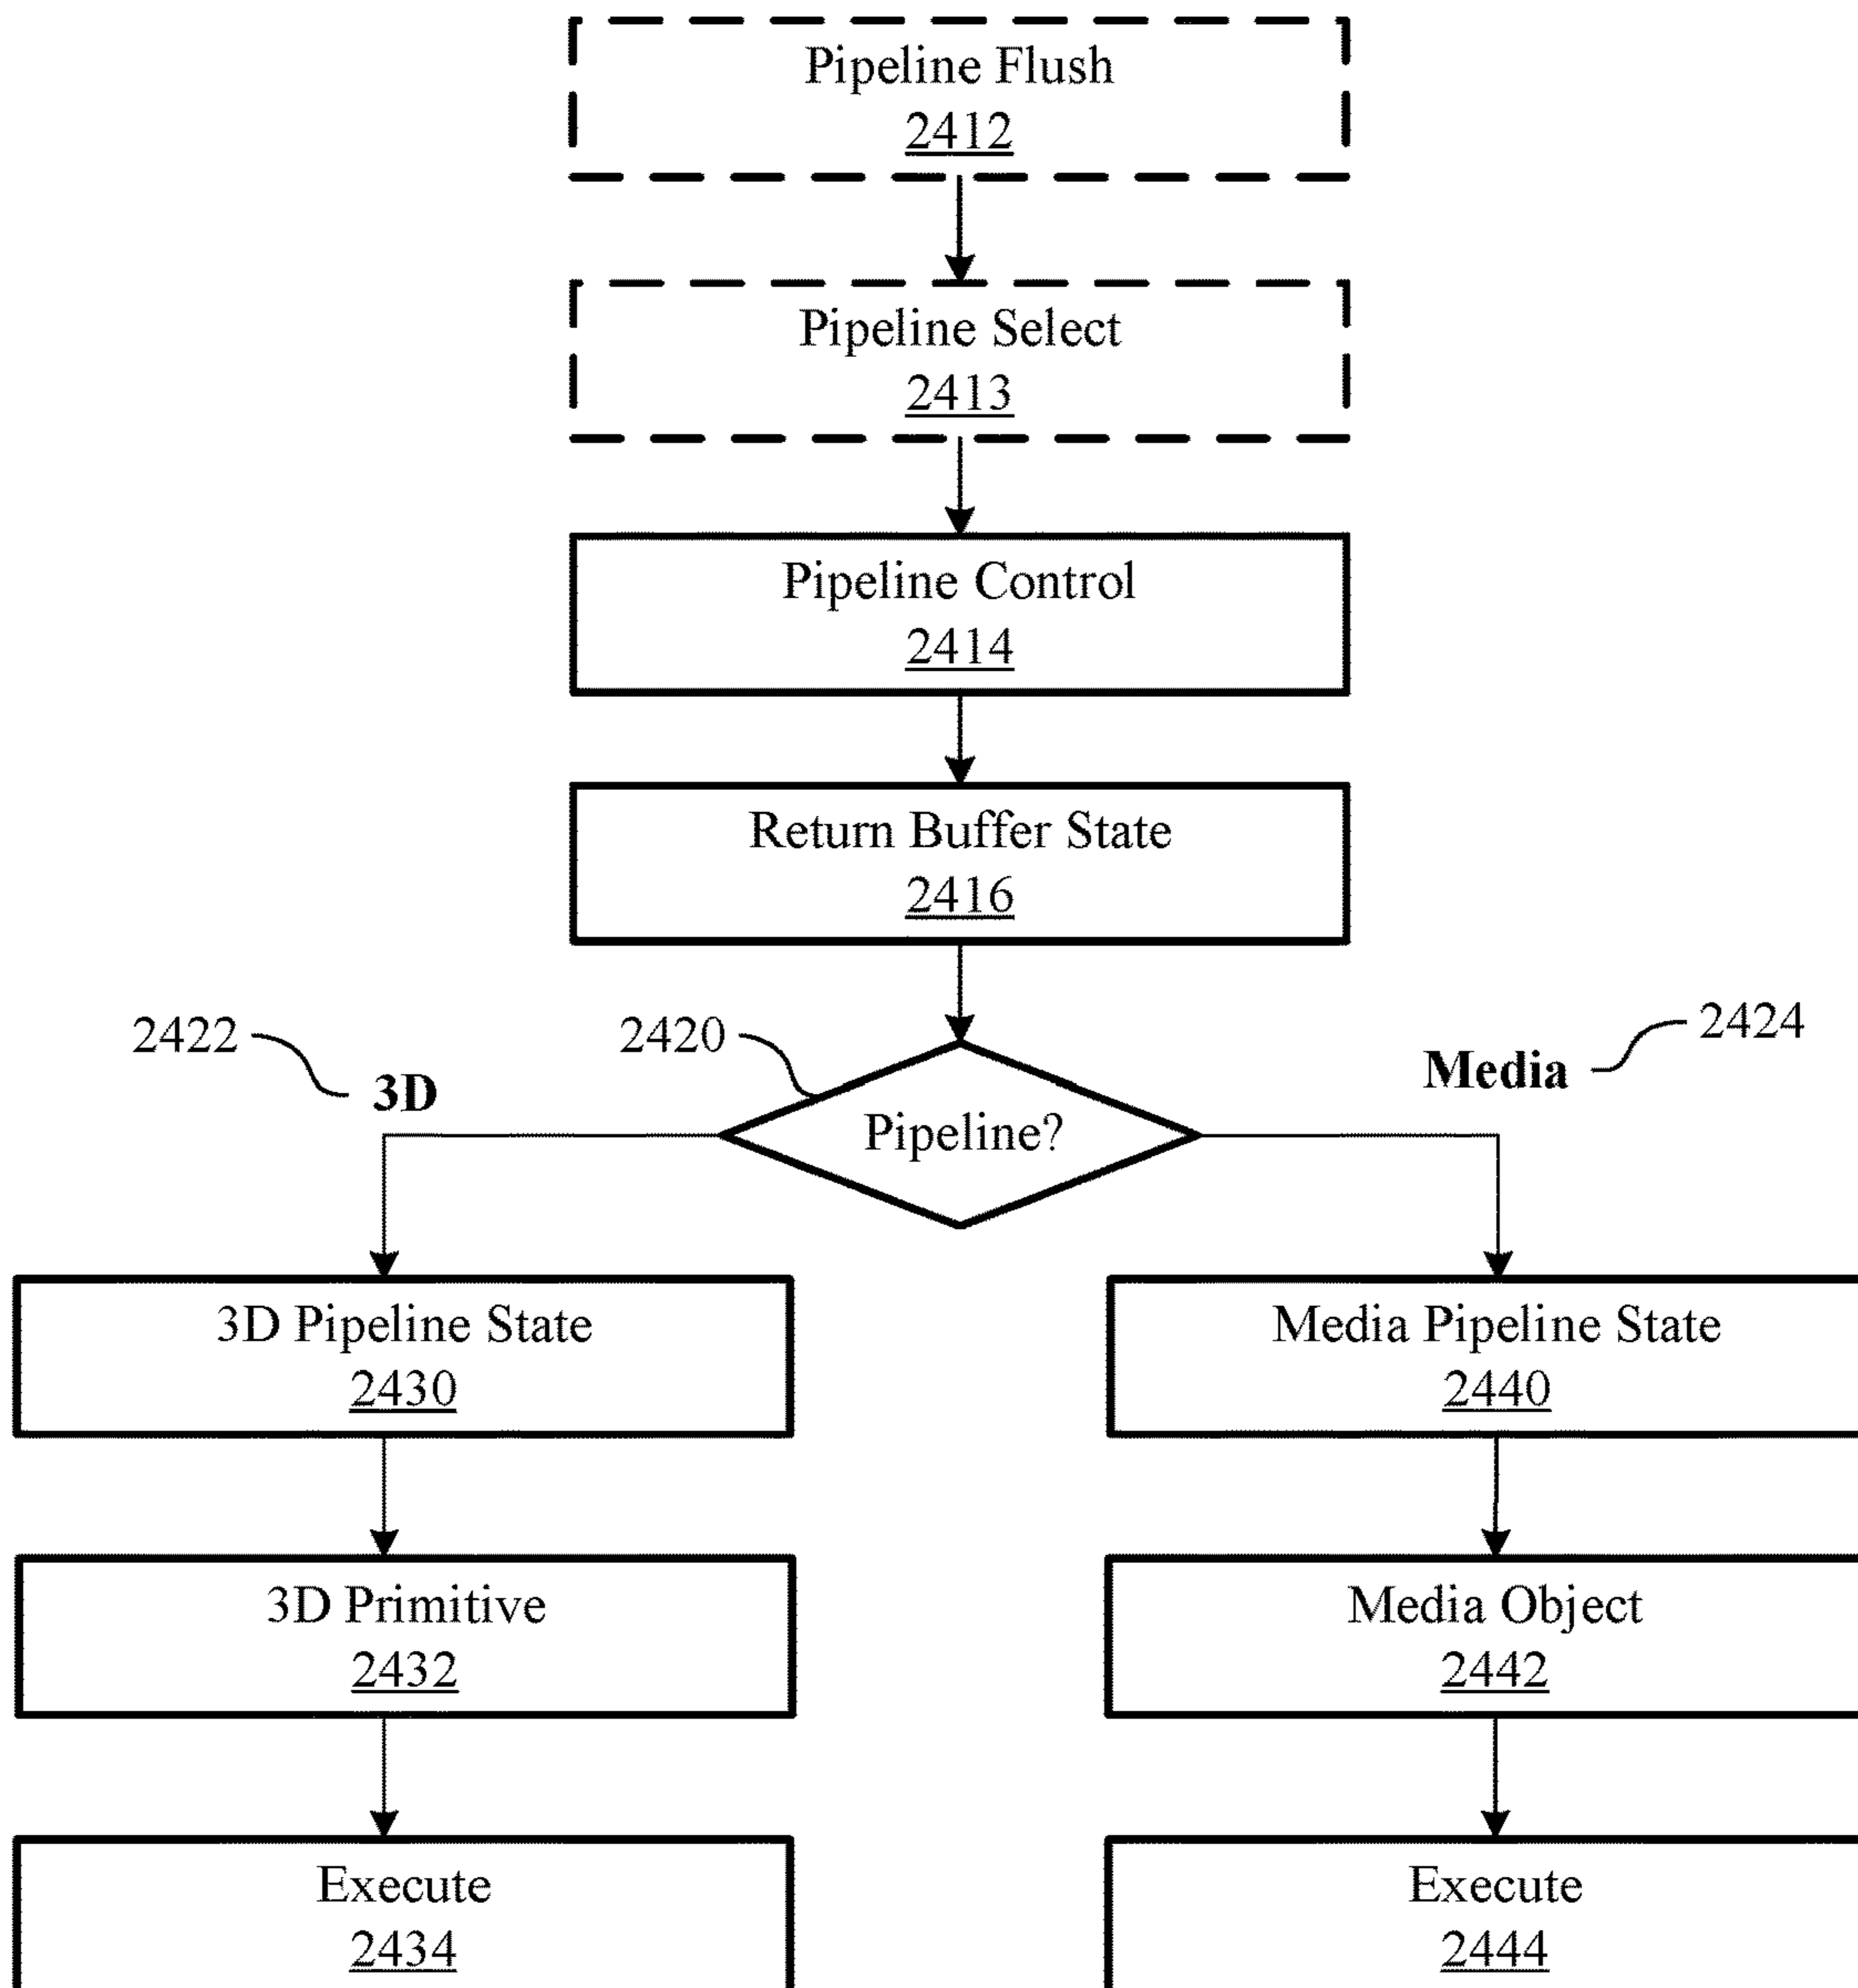 Pipeline Flush
2412
Pipeline Select
2413
Pipeline Control
2414
Return Buffer State
2416
2422
2420
2424
3D
Media
Pipeline?
3D Pipeline State
2430
Media Pipeline State
2440
3D Primitive
2432
Media Object
2442
Execute
2434
Execute
2444